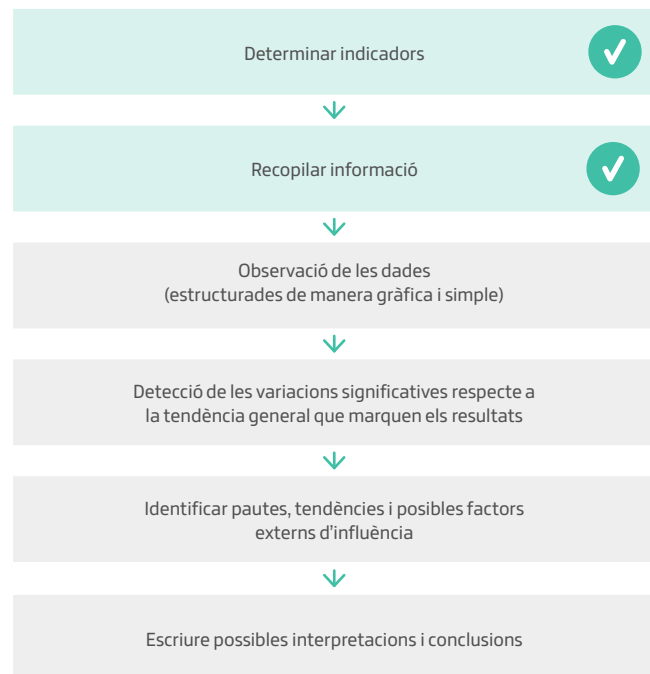 Determinar indicadors
Recopilar informació
Observació de les dades
(estructurades de manera gràfica i simple)
Detecció de les variacions significatives respecte a
la tendència general que marquen els resultats
Identificar pautes, tendències i posibles factors
externs d'influència
Escriure possibles interpretacions i conclusions